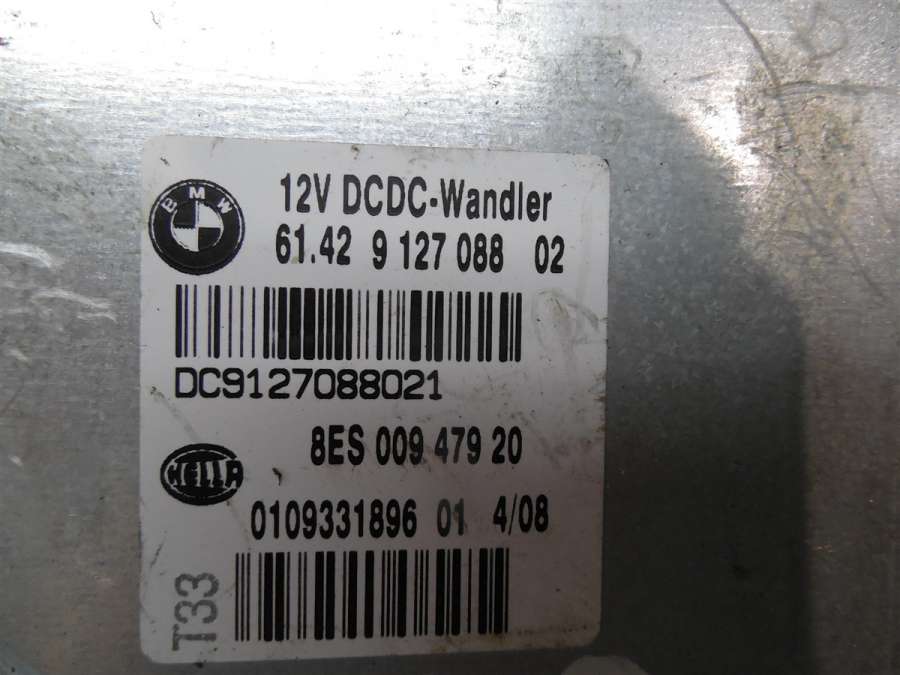 BMW
12V DCDC-Wandler
61.42 9 127 088 02
DC9127088021
8ES 009 479 20
HELLA
0109331896 01 4/08
T33